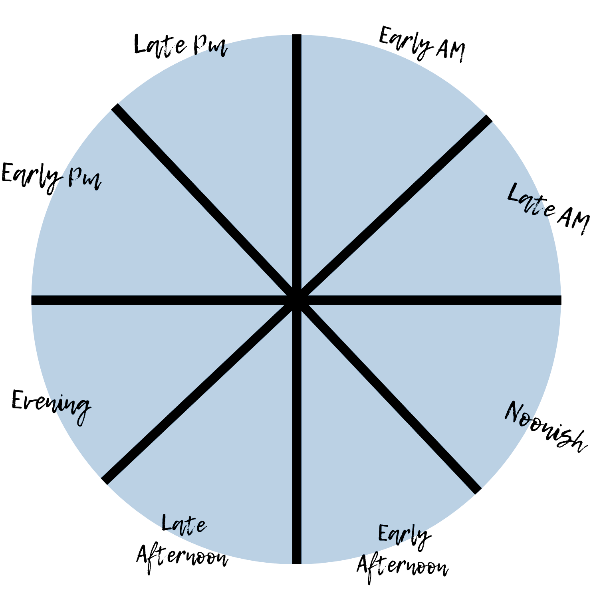 Late Pm
Early AM
Early Pm
Late AM
Evening
Noonish
Late
Afternoon
Early
Afternoon